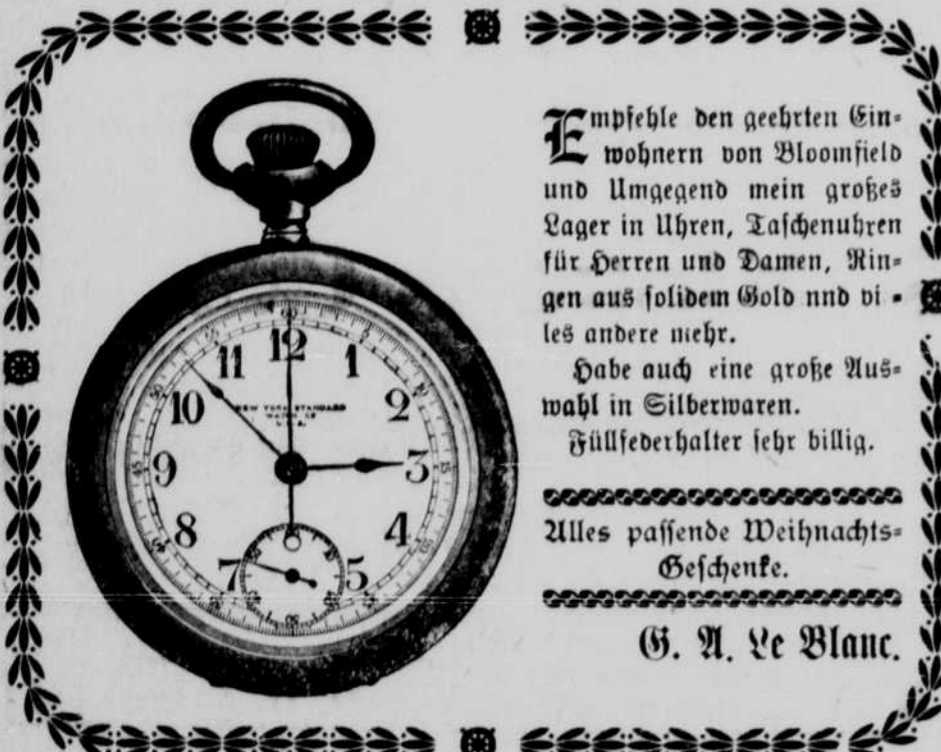 12
11
1
10
2
NEW YORK STANDARD
WATCH CO
U.S.A.
9
3
8
4
7
5
Empfehle den geehrten Ein-
wohnern von Bloomfield
und Umgegend mein großes
Lager in Uhren, Taschenuhren
für Herren und Damen, Rin-
gen aus solidem Gold nnd vi-
les andere mehr.
Habe auch eine große Aus-
wahl in Silberwaren.
Füllfederhalter sehr billig.
Alles passende Weihnachts-
Geschenke.
G. A. Le Blanc.